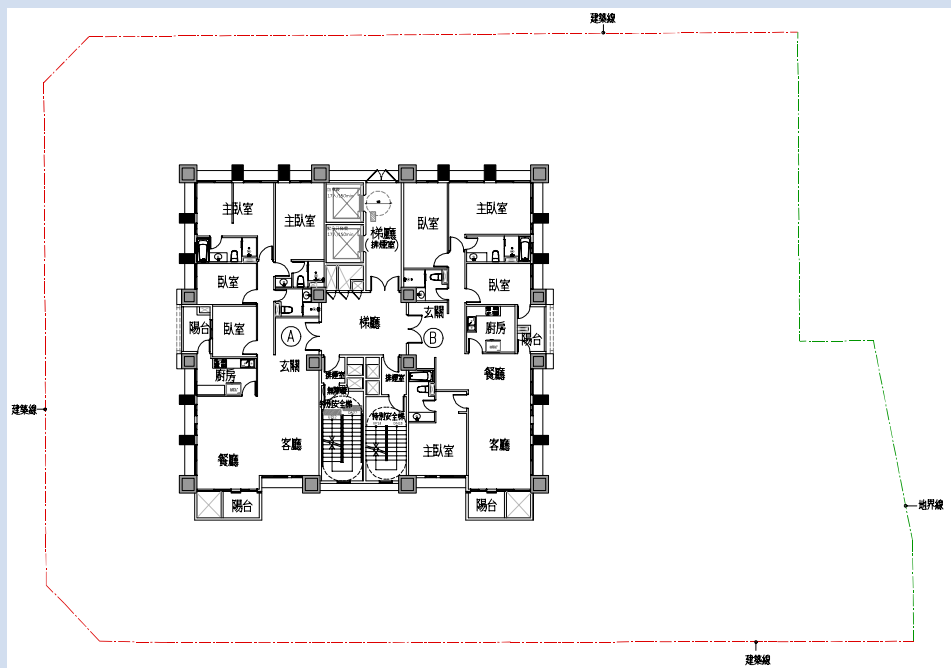 建築線
主臥室
主臥室
臥室
主臥室
梯廳
(排煙室)
臥室
臥室
陽台
臥室
梯廳
玄關
廚房
陽台
A
B
玄關
廚房
排煙室
排煙室
餐廳
特別安全梯
特別安全梯
建築線
客廳
客廳
餐廳
主臥室
陽台
陽台
地界線
建築線